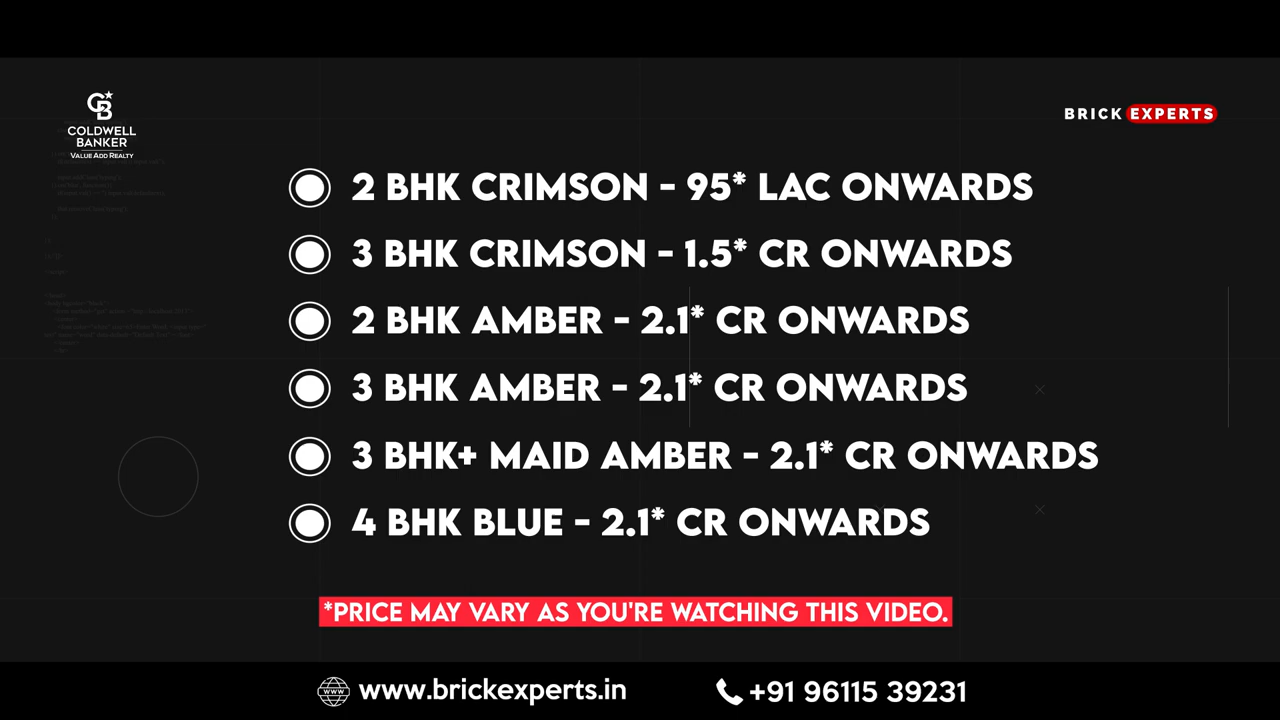 COLDWELL
BANKER
VALUE ADD REALTY
BRICK EXPERTS
2 BHK CRIMSON - 95* LAC ONWARDS
3 BHK CRIMSON - 1.5* CR ONWARDS
2 BHK AMBER - 2.1* CR ONWARDS
3 BHK AMBER - 2.1* CR ONWARDS
3 BHK+ MAID AMBER - 2.1* CR ONWARDS
4 BHK BLUE - 2.1* CR ONWARDS
*PRICE MAY VARY AS YOU'RE WATCHING THIS VIDEO.
www.brickexperts.in
+91 96115 39231